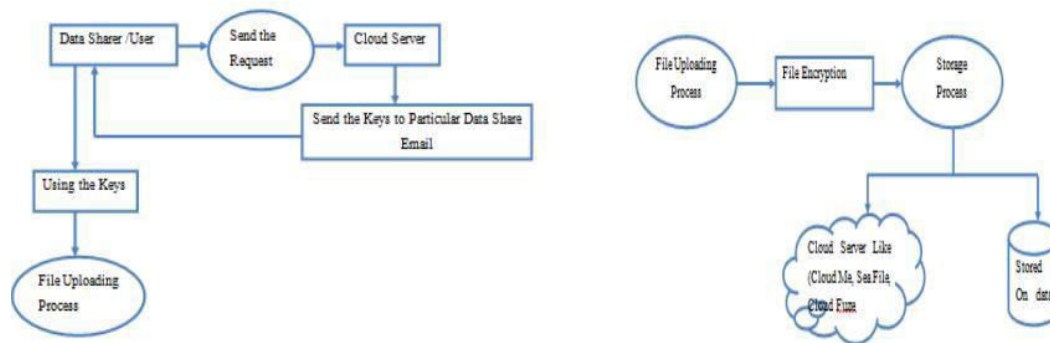 Data Sharer /User
Send the
Request
Cloud Server
Send the Keys to Particular Data Share
Email
Using the Keys
File Uploading
Process
File Uploading
Process
File Encryption
Storage
Process
Cloud Server Like
(Cloud Me, Sea File,
Cloud Fuze
Stored
On data